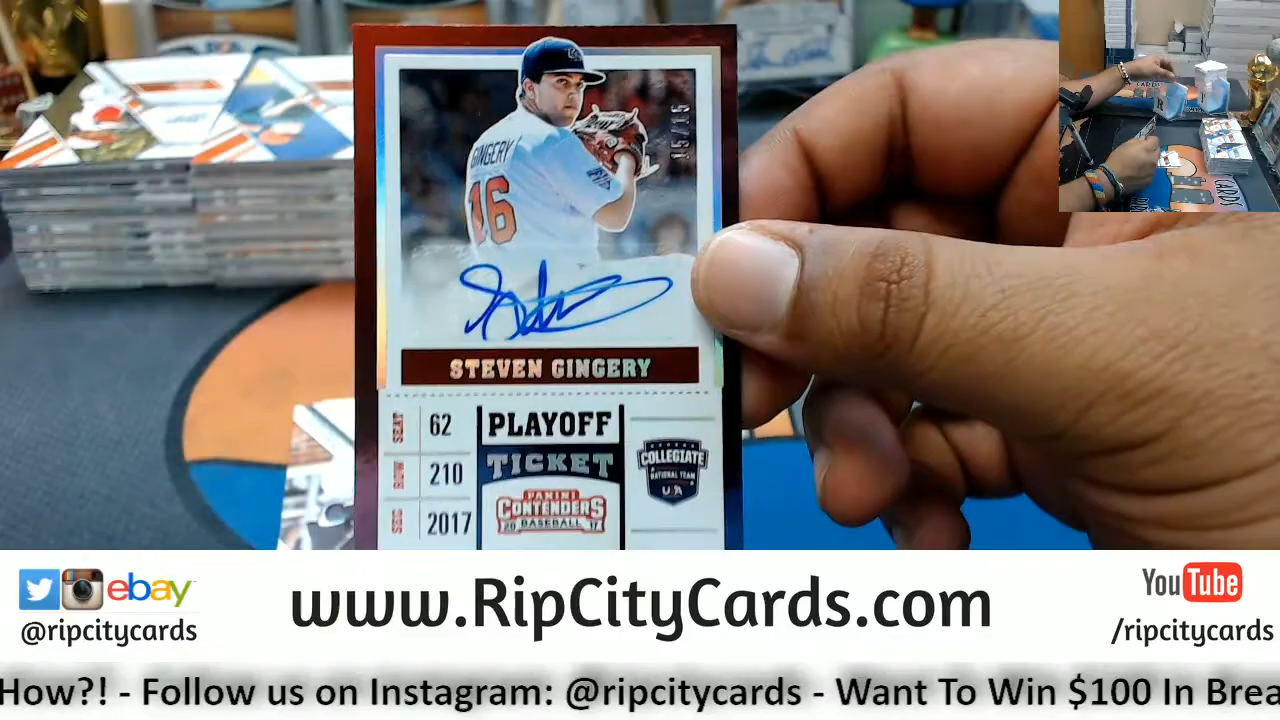 GINGERY
16
15/15
STEVEN GINGERY
SEAT 62
ROW 210
SEC 2017
PLAYOFF
TICKET
PANINI
CONTENDERS
20 BASEBALL 17
COLLEGIATE
NATIONAL TEAM
USA
ebay
@ripcitycards
www.RipCityCards.com
YouTube
/ripcitycards
How?! - Follow us on Instagram: @ripcitycards - Want To Win $100 In Brea